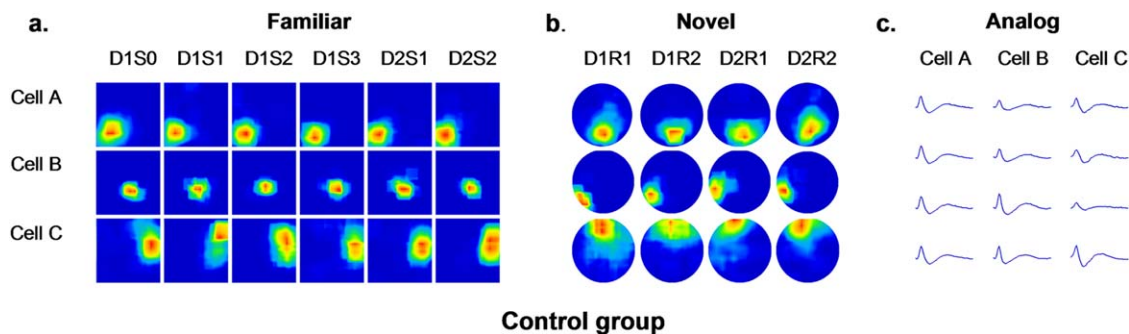 a. Familiar b. Novel c. Analog
D1S0 D1S1 D1S2 D1S3 D2S1 D2S2 D1R1 D1R2 D2R1 D2R2 Cell A Cell B Cell C
Cell A
Cell B
Cell C
Control group